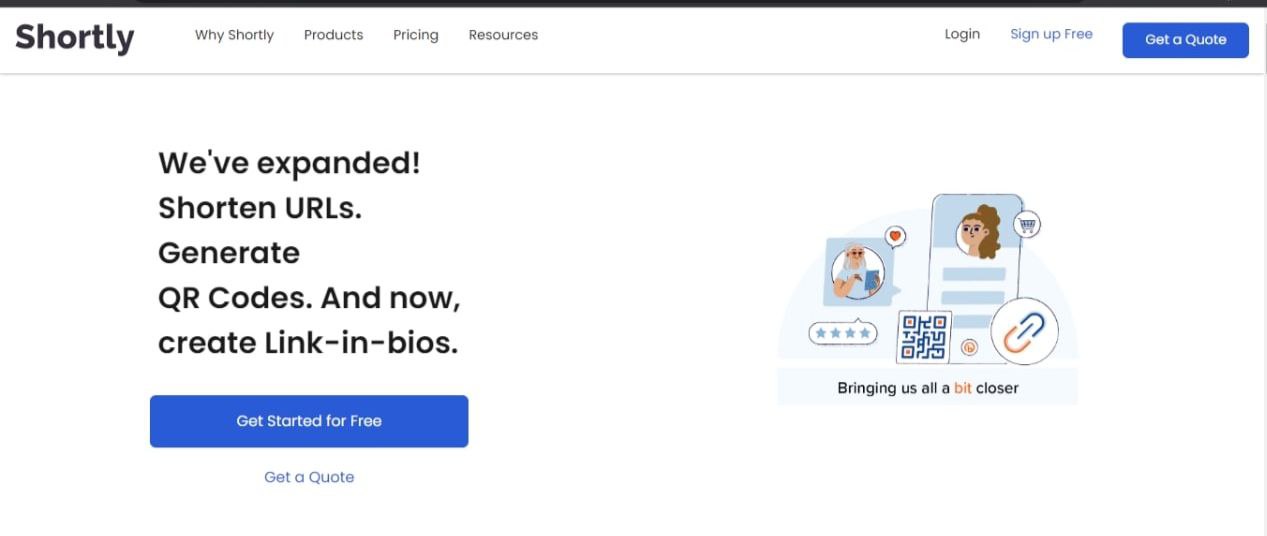 Shortly
Why Shortly
Products
Pricing
Resources
Login
Sign up Free
Get a Quote
We've expanded!
Shorten URLs.
Generate
QR Codes. And now,
create Link-in-bios.
Get Started for Free
Get a Quote
Bringing us all a bit closer